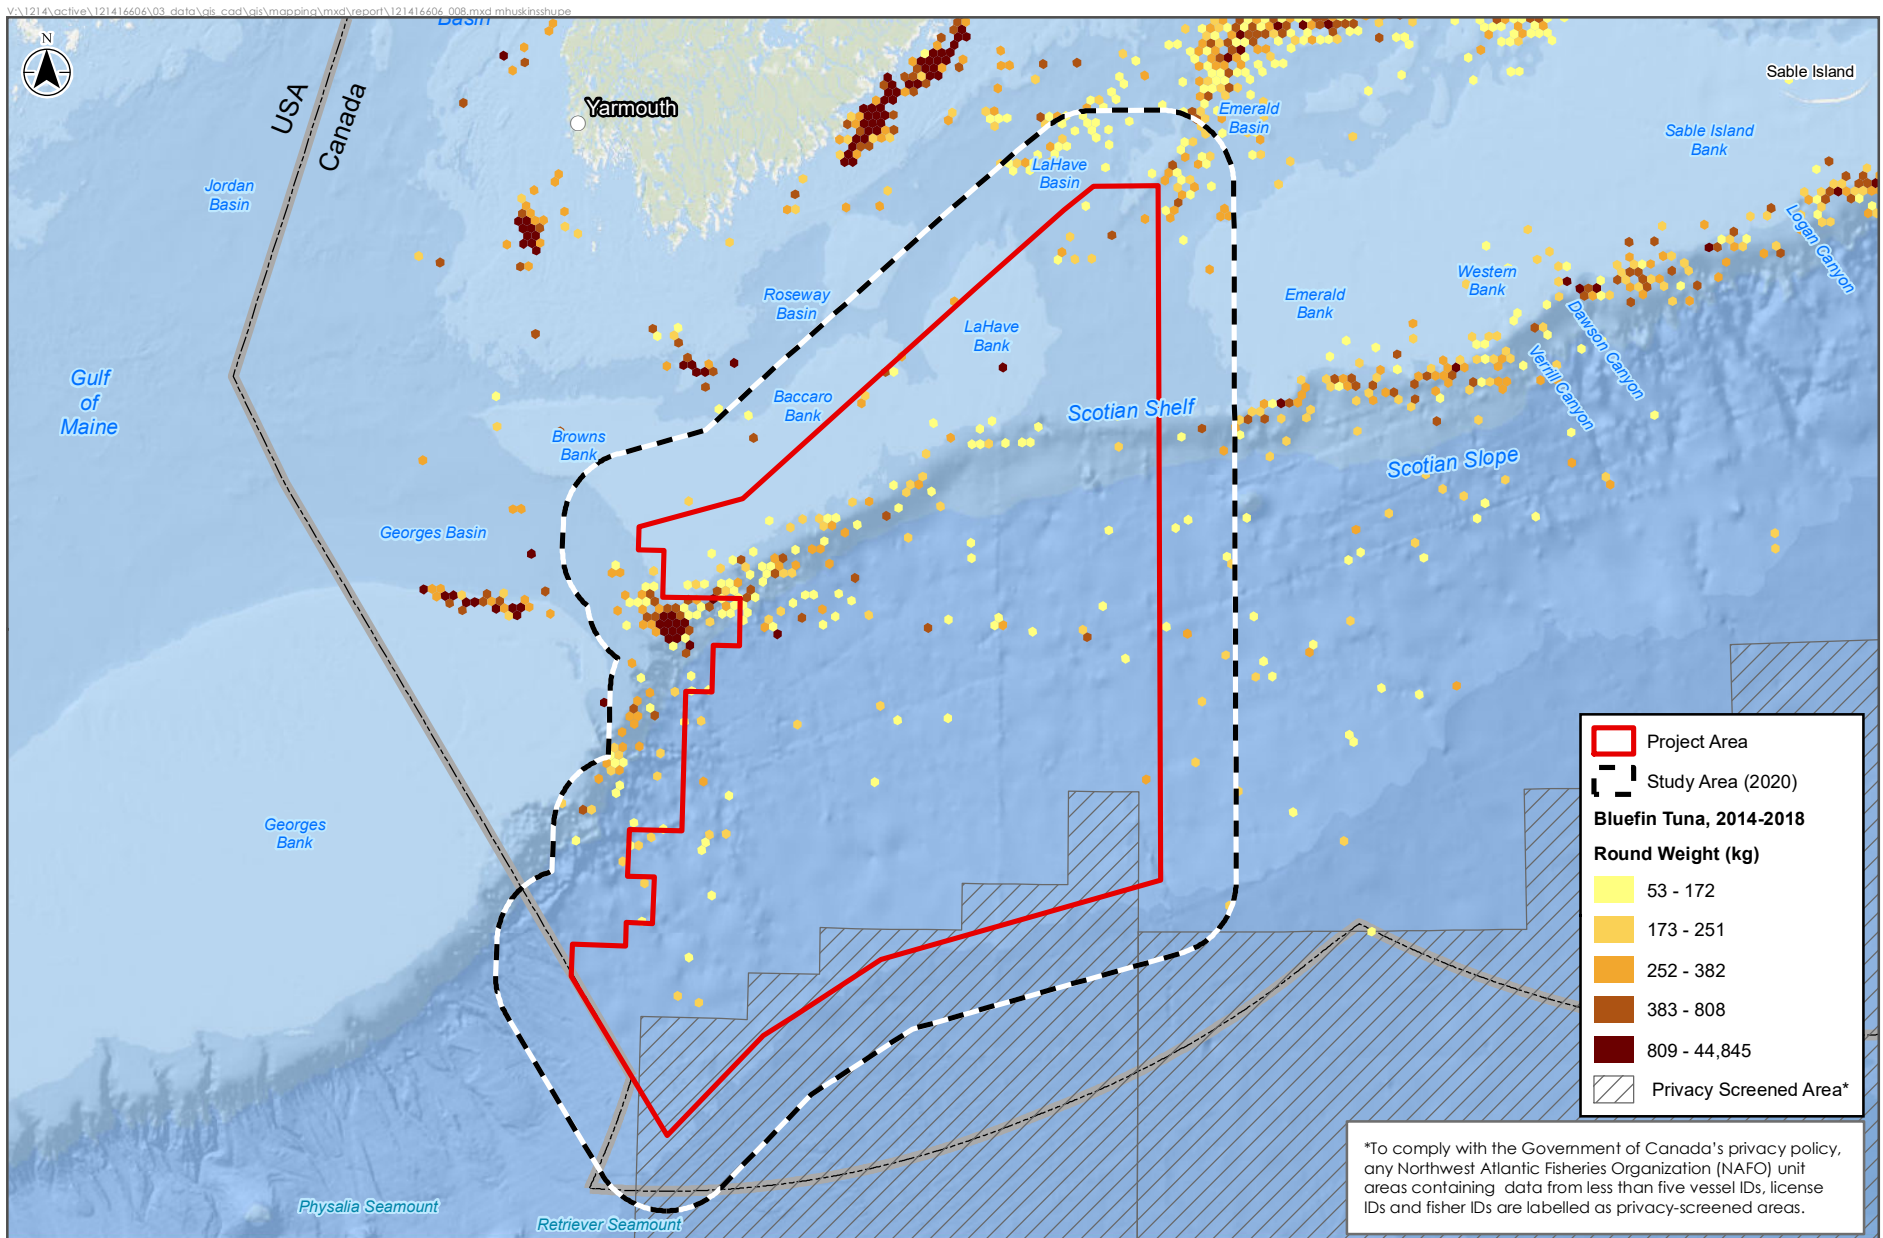 V:\1214\active\121416606\03_data\gis_cad\gis\mapping\mxd\report\121416606_008.mxd mhuskinsshupe
Basin
N
USA
Canada
Yarmouth
Sable Island
Emerald
Basin
Sable Island
Bank
LaHave
Basin
Jordan
Basin
Logan Canyon
Western
Bank
Roseway
Basin
Emerald
Bank
LaHave
Bank
Dawson Canyon
Verrill Canyon
Gulf
of
Maine
Baccaro
Bank
Scotian Shelf
Browns
Bank
Scotian Slope
Georges Basin
Georges
Bank
Physalia Seamount
Retriever Seamount
Project Area
Study Area (2020)
Bluefin Tuna, 2014-2018
Round Weight (kg)
53 - 172
173 - 251
252 - 382
383 - 808
809 - 44,845
Privacy Screened Area*
*To comply with the Government of Canada's privacy policy,
any Northwest Atlantic Fisheries Organization (NAFO) unit
areas containing data from less than five vessel IDs, license
IDs and fisher IDs are labelled as privacy-screened areas.